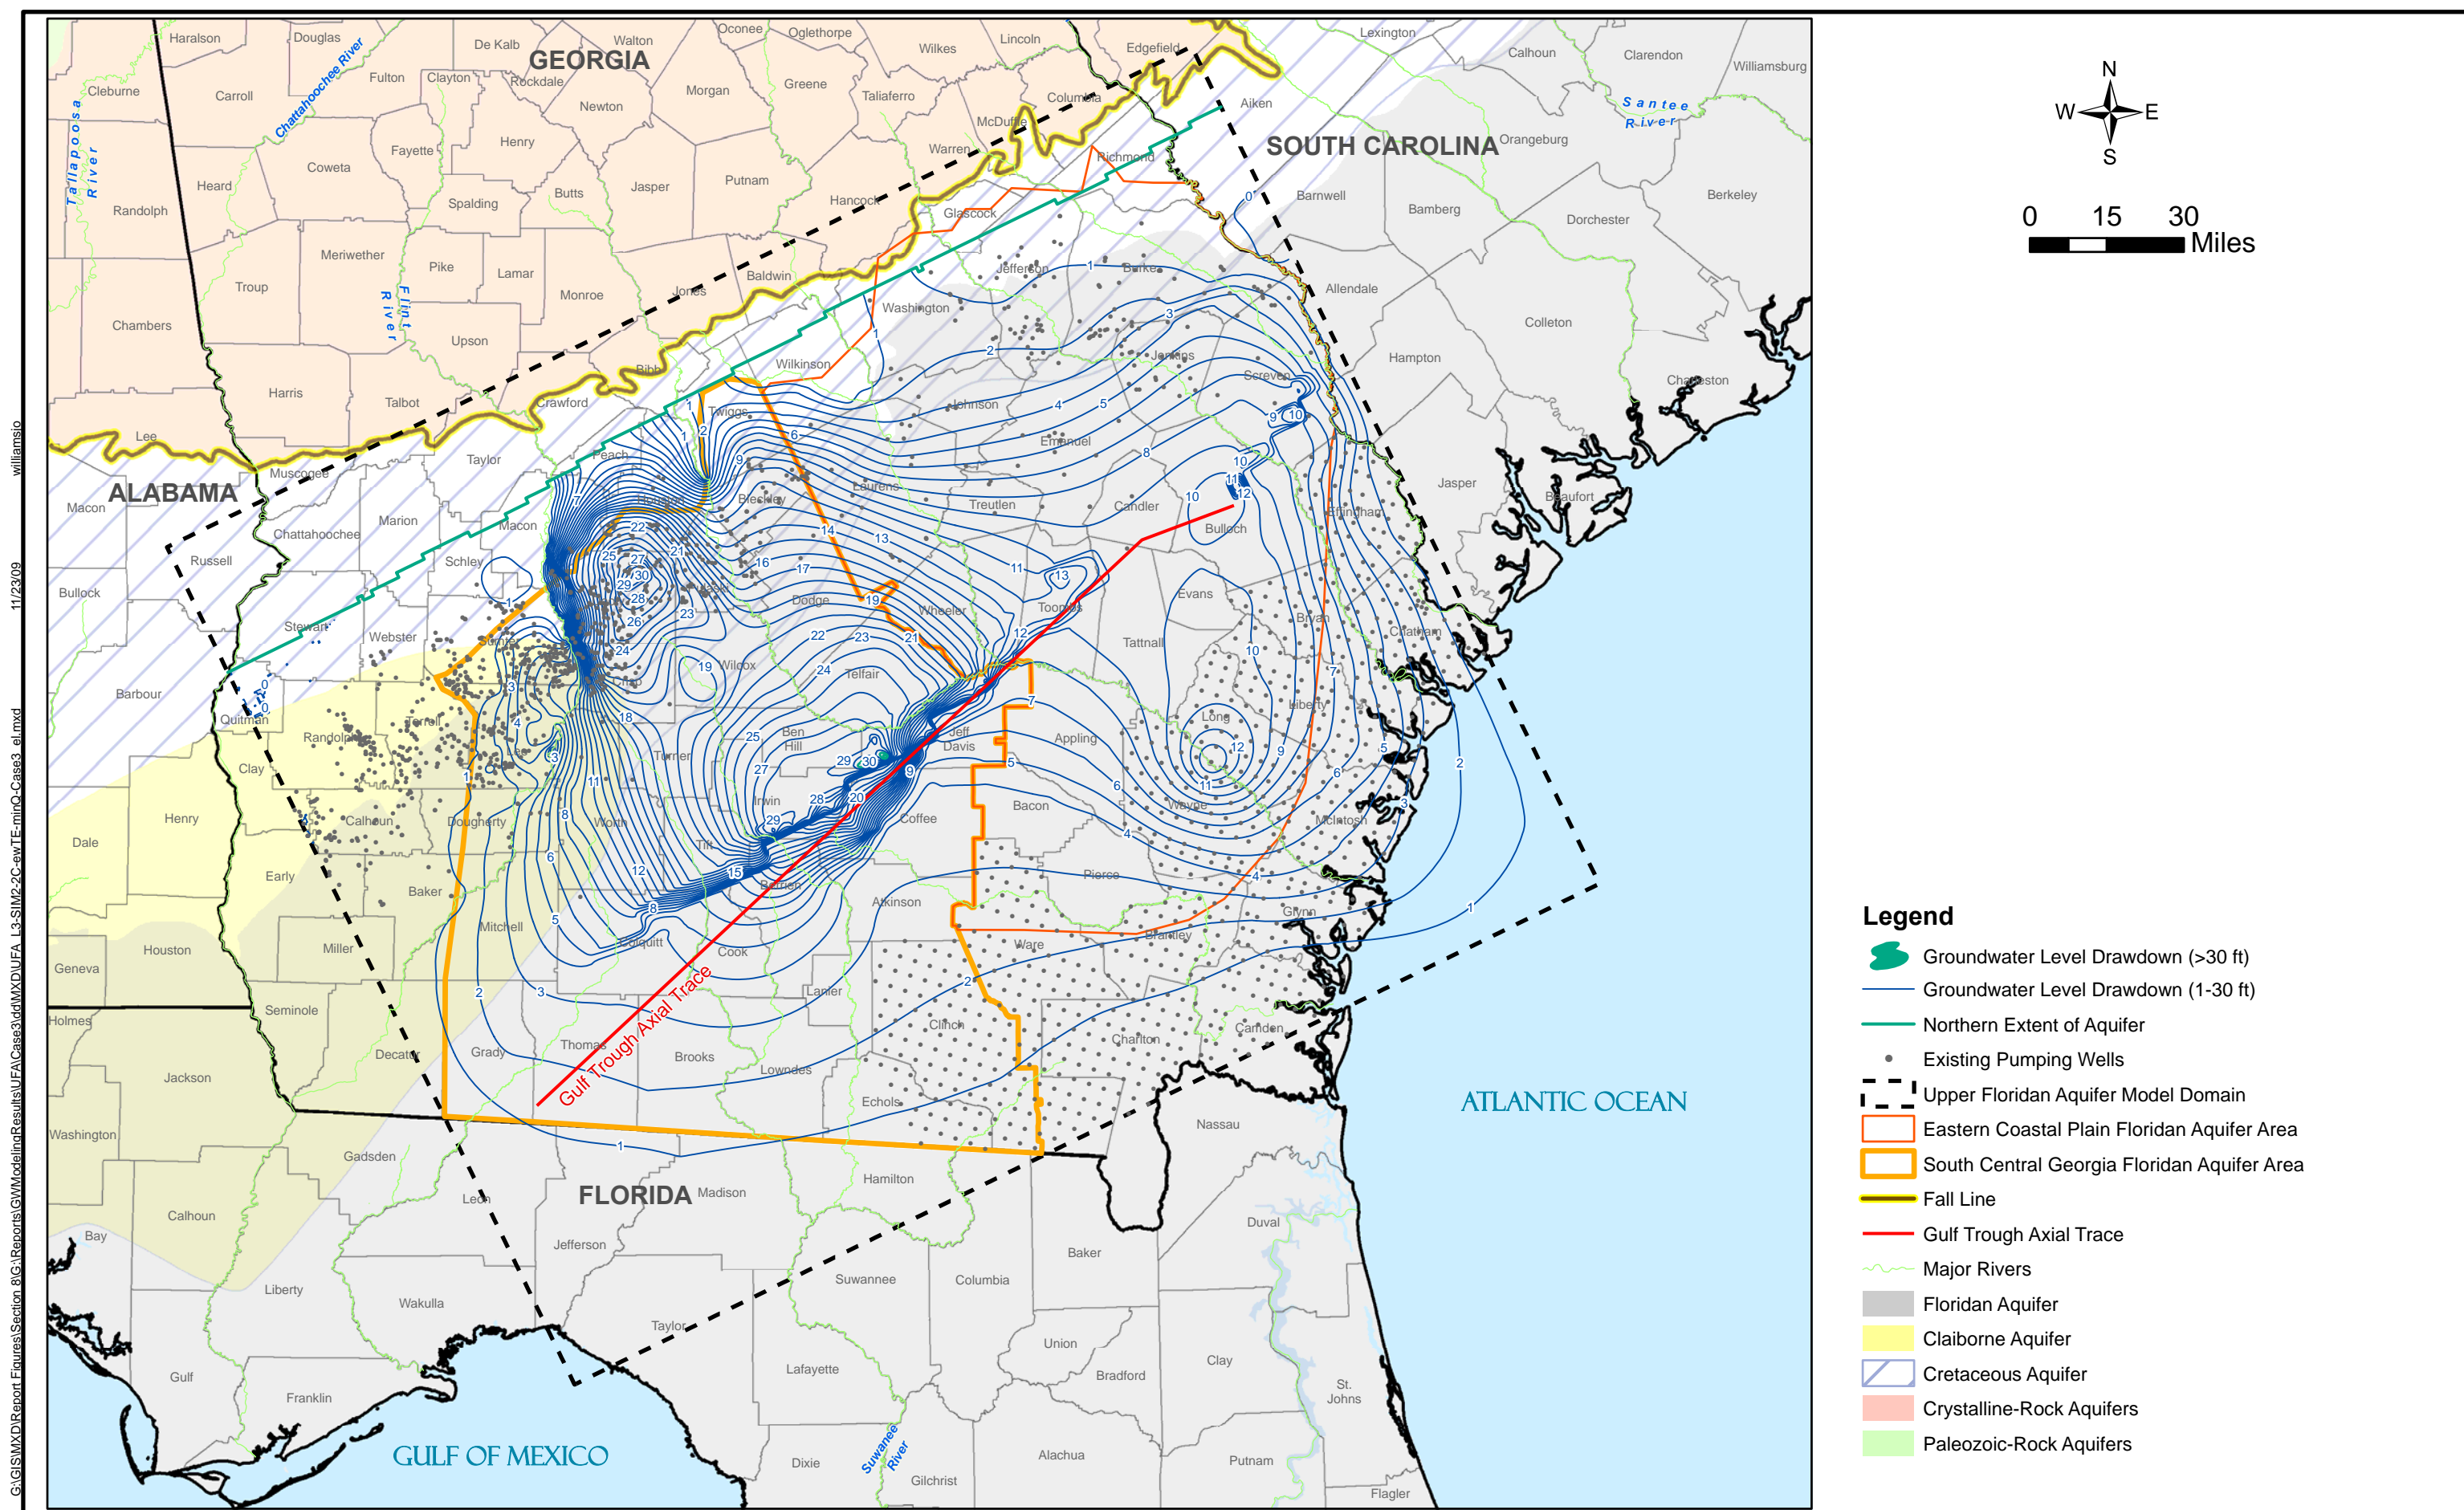 GEORGIA
SOUTH CAROLINA
ALABAMA
FLORIDA
ATLANTIC OCEAN
GULF OF MEXICO
Haralson
Douglas
De Kalb
Walton
Oconee
Oglethorpe
Wilkes
Lincoln
Edgefield
Lexington
Calhoun
Clarendon
Williamsburg
Cleburne
Carroll
Chattahoochee River
Fulton
Clayton
Rockdale
Newton
Morgan
Greene
Taliaferro
Columbia
McDuffie
Aiken
Santee
River
Orangeburg
Tallapoosa
River
Heard
Coweta
Fayette
Henry
Spalding
Butts
Jasper
Putnam
Hancock
Warren
Richmond
Glascock
Barnwell
Bamberg
Dorchester
Berkeley
Randolph
Troup
Meriwether
Pike
Lamar
Monroe
Jones
Baldwin
Washington
Jefferson
Burke
Allendale
Colleton
Chambers
Flint
River
Upson
Harris
Talbot
Crawford
Bibb
Wilkinson
Twiggs
Johnson
Jenkins
Screven
Hampton
Charleston
Lee
Muscogee
Taylor
Peach
Houston
Bleckley
Laurens
Emanuel
Treutlen
Candler
Bulloch
Effingham
Jasper
Beaufort
Macon
Chattahoochee
Marion
Macon
Schley
Russell
Bullock
Stewart
Webster
Sumter
Dodge
Wheeler
Toombs
Evans
Tattnall
Bryan
Chatham
Barbour
Quitman
Randolph
Terrell
Lee
Crisp
Wilcox
Telfair
Ben
Hill
Jeff
Davis
Appling
Long
Liberty
Clay
Henry
Dale
Calhoun
Dougherty
Worth
Turner
Irwin
Tift
Coffee
Bacon
Wayne
McIntosh
Early
Baker
Mitchell
Colquitt
Berrien
Cook
Atkinson
Pierce
Ware
Brantley
Glynn
Houston
Geneva
Miller
Seminole
Decatur
Grady
Thomas
Brooks
Lanier
Lowndes
Clinch
Echols
Charlton
Camden
Holmes
Jackson
Washington
Calhoun
Bay
Gadsden
Leon
Jefferson
Madison
Hamilton
Nassau
Duval
Baker
Liberty
Wakulla
Taylor
Suwannee
Columbia
Union
Bradford
Clay
St.
Johns
Gulf
Franklin
Lafayette
Dixie
Suwanee
River
Gilchrist
Alachua
Putnam
Flagler
Gulf Trough Axial Trace
N
W
E
S
0
15
30
Miles
Legend
Groundwater Level Drawdown (>30 ft)
Groundwater Level Drawdown (1-30 ft)
Northern Extent of Aquifer
Existing Pumping Wells
Upper Floridan Aquifer Model Domain
Eastern Coastal Plain Floridan Aquifer Area
South Central Georgia Floridan Aquifer Area
Fall Line
Gulf Trough Axial Trace
Major Rivers
Floridan Aquifer
Claiborne Aquifer
Cretaceous Aquifer
Crystalline-Rock Aquifers
Paleozoic-Rock Aquifers
williamsio
11/23/09